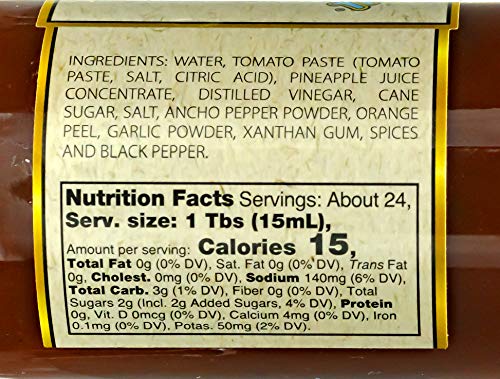 INGREDIENTS: WATER, TOMATO PASTE (TOMATO
PASTE, SALT, CITRIC ACID), PINEAPPLE JUICE
CONCENTRATE, DISTILLED VINEGAR, CANE
SUGAR, SALT, ANCHO PEPPER POWDER, ORANGE
PEEL, GARLIC POWDER, XANTHAN GUM, SPICES
AND BLACK PEPPER.
Nutrition Facts Servings: About 24,
Serv. size: 1 Tbs (15mL),
Amount per serving: Calories 15,
Total Fat 0g (0% DV), Sat. Fat 0g (0% DV), Trans Fat
0g, Cholest. 0mg (0% DV), Sodium 140mg (6% DV),
Total Carb. 3g (1% DV), Fiber 0g (0% DV), Total
Sugars 2g (Incl. 2g Added Sugars, 4% DV), Protein
0g, Vit. D 0mcg (0% DV), Calcium 4mg (0% DV), Iron
0.1mg (0% DV), Potas. 50mg (2% DV).